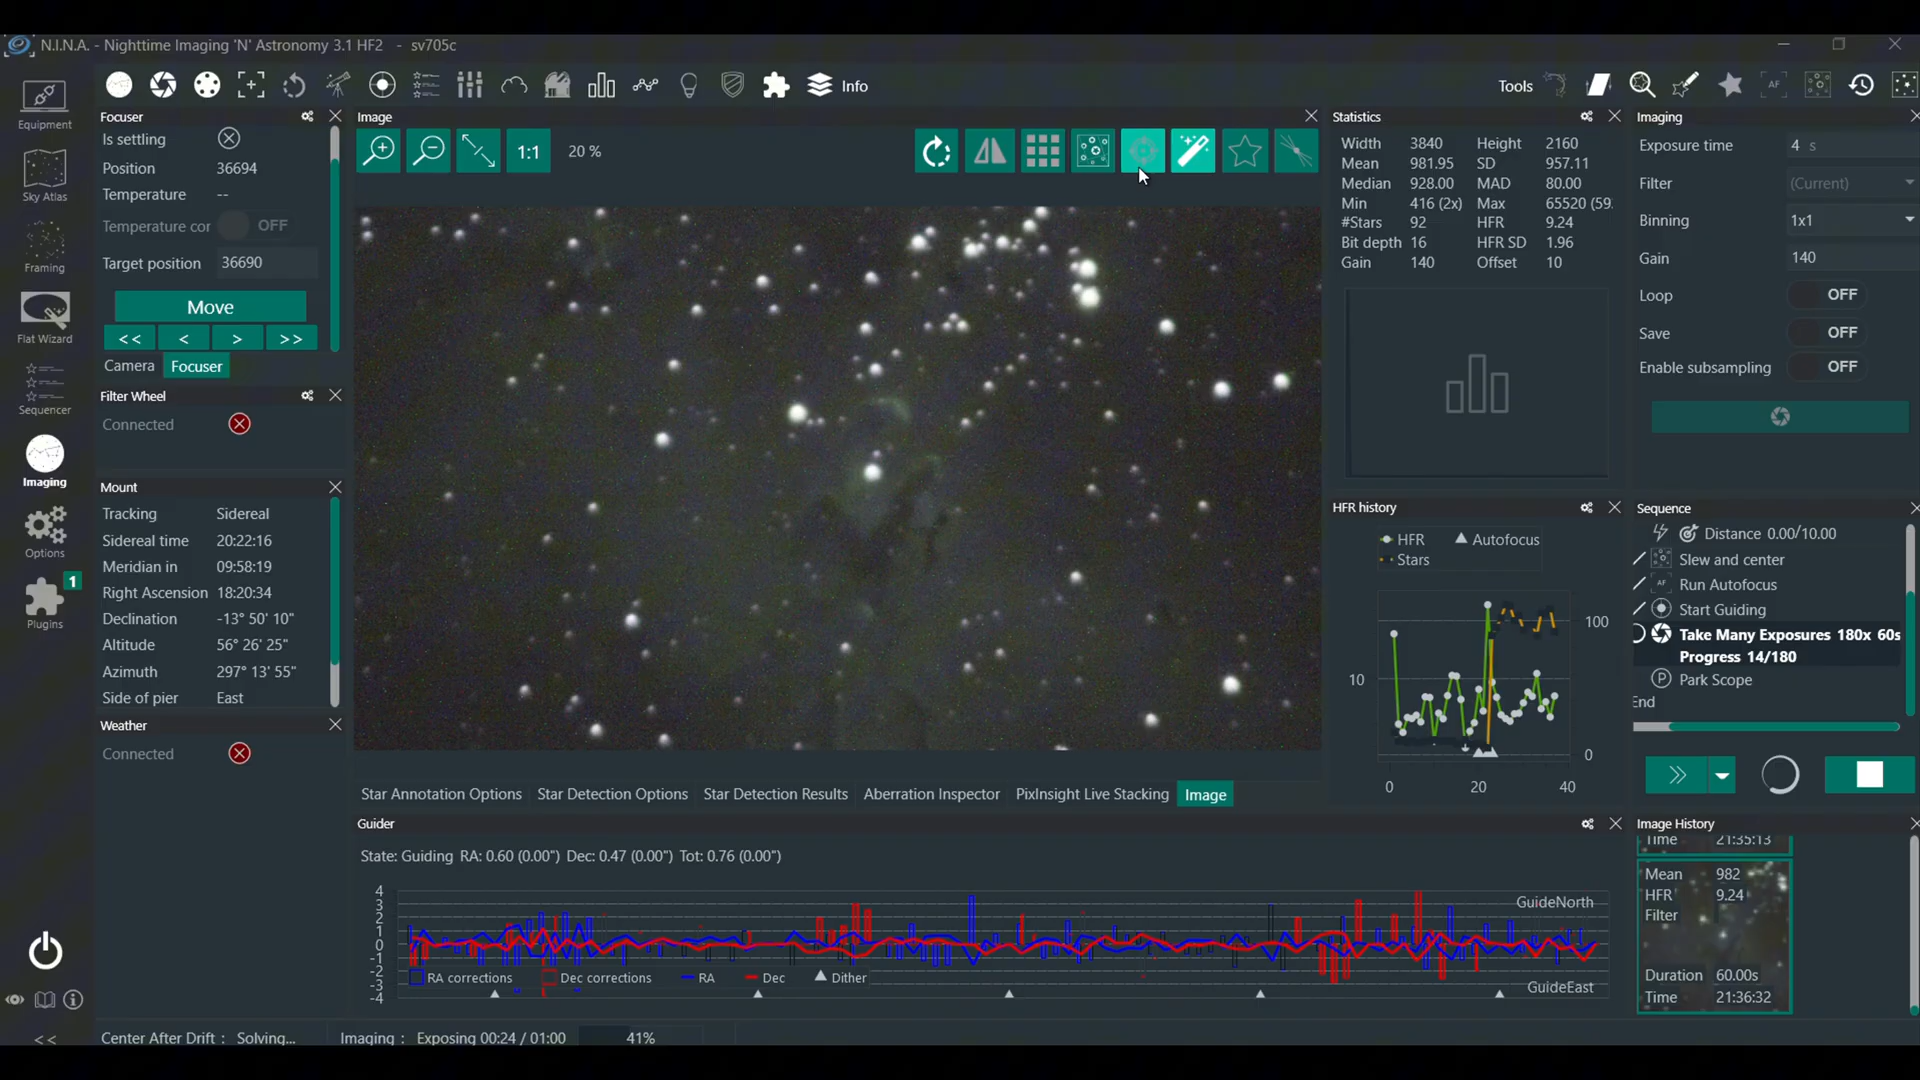 N.I.N.A. - Nighttime Imaging 'N' Astronomy 3.1 HF2 - sv705c
Info
Tools
Equipment
Sky Atlas
Framing
Flat Wizard
Sequencer
Imaging
Options
1
Plugins
Focuser
Is settling
Position 36694
Temperature --
Temperature cor OFF
Target position 36690
Move
<< < > >>
Camera Focuser
Filter Wheel
Connected
Mount
Tracking Sidereal
Sidereal time 20:22:16
Meridian in 09:58:19
Right Ascension 18:20:34
Declination -13° 50' 10"
Altitude 56° 26' 25"
Azimuth 297° 13' 55"
Side of pier East
Weather
Connected
Image
1:1 20 %
Star Annotation Options Star Detection Options Star Detection Results Aberration Inspector PixInsight Live Stacking Image
Statistics
Width 3840 Height 2160
Mean 981.95 SD 957.11
Median 928.00 MAD 80.00
Min 416 (2x) Max 65520 (59
#Stars 92 HFR 9.24
Bit depth 16 HFR SD 1.96
Gain 140 Offset 10
HFR history
HFR Autofocus
Stars
100
10
0
0 20 40
Imaging
Exposure time 4 s
Filter (Current)
Binning 1x1
Gain 140
Loop OFF
Save OFF
Enable subsampling OFF
Sequence
Distance 0.00/10.00
Slew and center
AF Run Autofocus
Start Guiding
Take Many Exposures 180x 60s
Progress 14/180
P Park Scope
End
Guider
State: Guiding RA: 0.60 (0.00") Dec: 0.47 (0.00") Tot: 0.76 (0.00")
4
3
2
1
0
-1
-2
-3
-4
GuideNorth
GuideEast
RA corrections Dec corrections RA Dec Dither
Image History
Time 21:35:13
Mean 982
HFR 9.24
Filter
Duration 60.00s
Time 21:36:32
<<
Center After Drift : Solving... Imaging : Exposing 00:24 / 01:00 41%